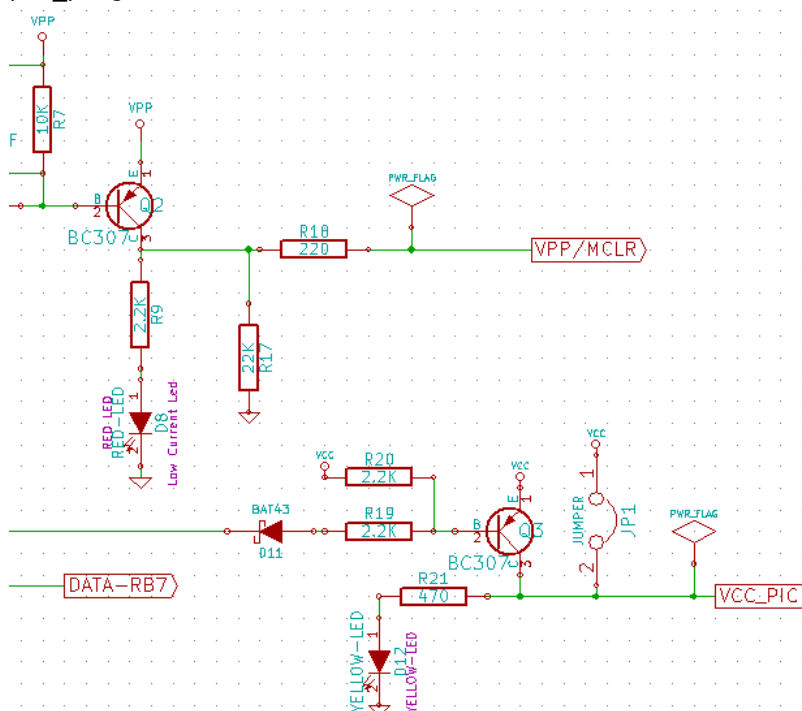 VPP
10K
R7
F
VPP
E
1
B
2
Q2
BC307
C
3
PWR_FLAG
R18
220
VPP/MCLR
2.2K
R9
22K
R17
1
RED-LED
RED-LED
D8
2
Low Current Led
VCC
R20
2.2K
VCC
E
1
VCC
1
BAT43
D11
R19
2.2K
B
2
Q3
BC307
C
3
JUMPER
JP1
2
PWR_FLAG
DATA-RB7
R21
470
VCC_PIC
1
YELLOW-LED
D12
2
YELLOW-LED